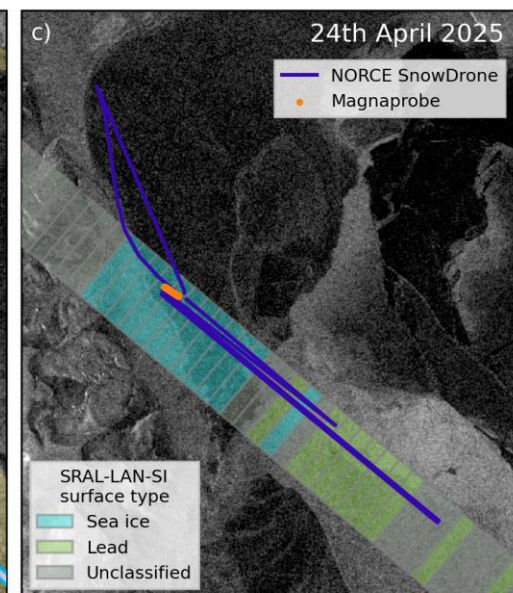 c)
24th April 2025
NORCE SnowDrone
Magnaprobe
SRAL-LAN-SI
surface type
Sea ice
Lead
Unclassified